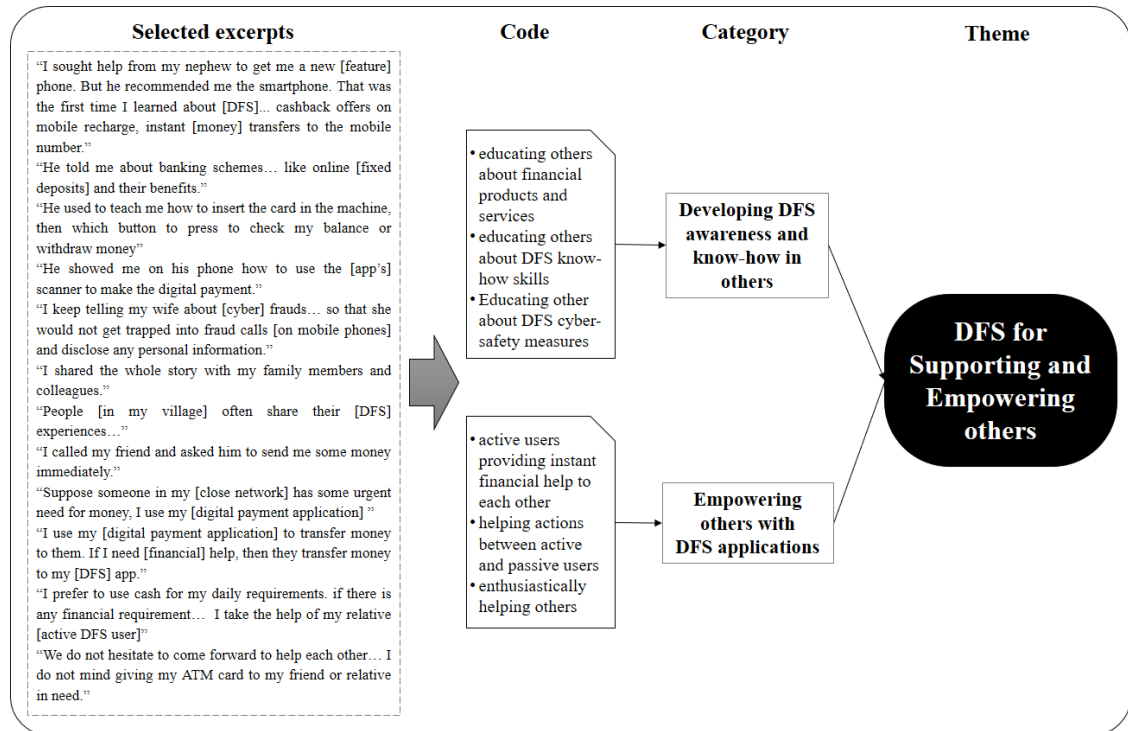 Selected excerpts
Code
Category
Theme
“I sought help from my nephew to get me a new [feature]
phone. But he recommended me the smartphone. That was
the first time I learned about [DFS]... cashback offers on
mobile recharge, instant [money] transfers to the mobile
number.”
“He told me about banking schemes… like online [fixed
deposits] and their benefits.”
“He used to teach me how to insert the card in the machine,
then which button to press to check my balance or
withdraw money”
“He showed me on his phone how to use the [app’s]
scanner to make the digital payment.”
“I keep telling my wife about [cyber] frauds… so that she
would not get trapped into fraud calls [on mobile phones]
and disclose any personal information.”
“I shared the whole story with my family members and
colleagues.”
“People [in my village] often share their [DFS]
experiences…”
“I called my friend and asked him to send me some money
immediately.”
“Suppose someone in my [close network] has some urgent
need for money, I use my [digital payment application] ”
“I use my [digital payment application] to transfer money
to them. If I need [financial] help, then they transfer money
to my [DFS] app.”
“I prefer to use cash for my daily requirements. if there is
any financial requirement… I take the help of my relative
[active DFS user]”
“We do not hesitate to come forward to help each other… I
do not mind giving my ATM card to my friend or relative
in need.”
• educating others
about financial
products and
services
• educating others
about DFS know-
how skills
• Educating other
about DFS cyber-
safety measures
• active users
providing instant
financial help to
each other
• helping actions
between active
and passive users
• enthusiastically
helping others
Developing DFS
awareness and
know-how in
others
Empowering
others with
DFS applications
DFS for
Supporting and
Empowering
others